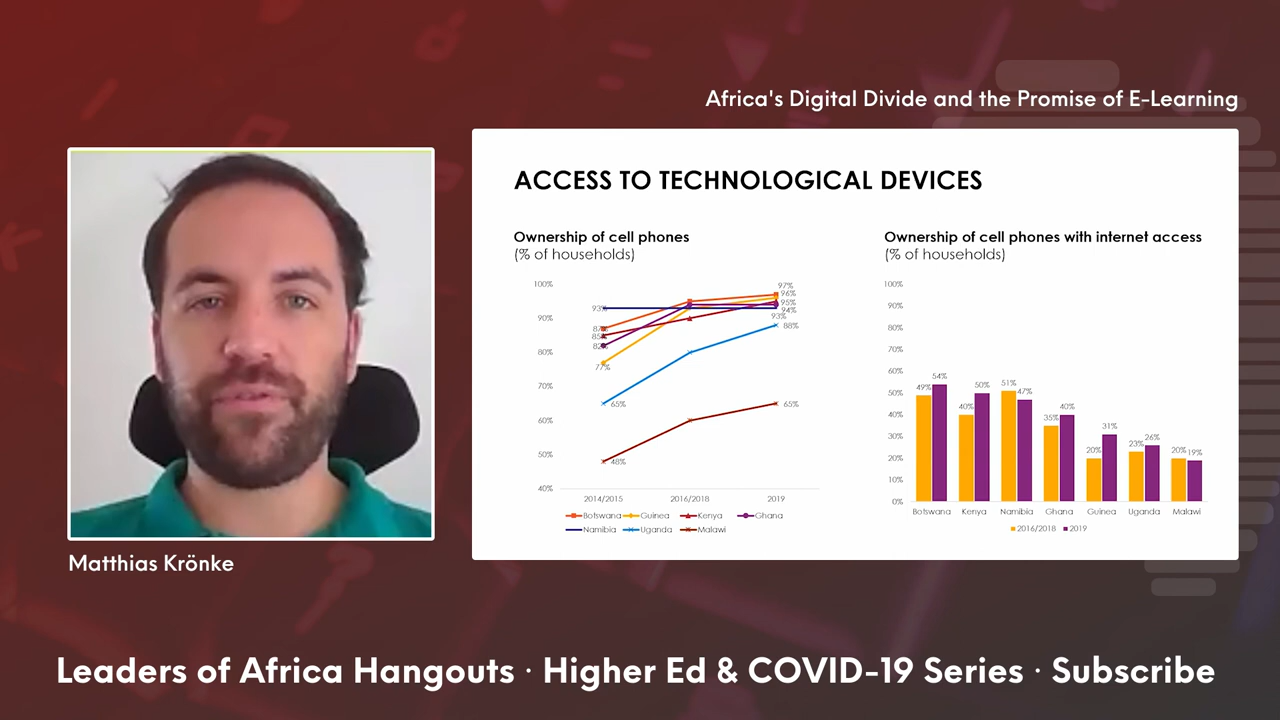 Africa's Digital Divide and the Promise of E-Learning
ACCESS TO TECHNOLOGICAL DEVICES
Ownership of cell phones
(% of households)
100%
90%
80%
70%
60%
50%
40%
93%
87%
85%
82%
77%
65%
48%
97%
96%
95%
94%
93%
88%
65%
2014/2015 2016/2018 2019
Botswana Guinea Kenya Ghana
Namibia Uganda Malawi
Ownership of cell phones with internet access
(% of households)
100%
90%
80%
70%
60%
50%
40%
30%
20%
10%
0%
49% 54% 40% 50% 51% 47% 35% 40% 20% 31% 23% 26% 20% 19%
Botswana Kenya Namibia Ghana Guinea Uganda Malawi
2016/2018 2019
Matthias Krönke
Leaders of Africa Hangouts · Higher Ed & COVID-19 Series · Subscribe